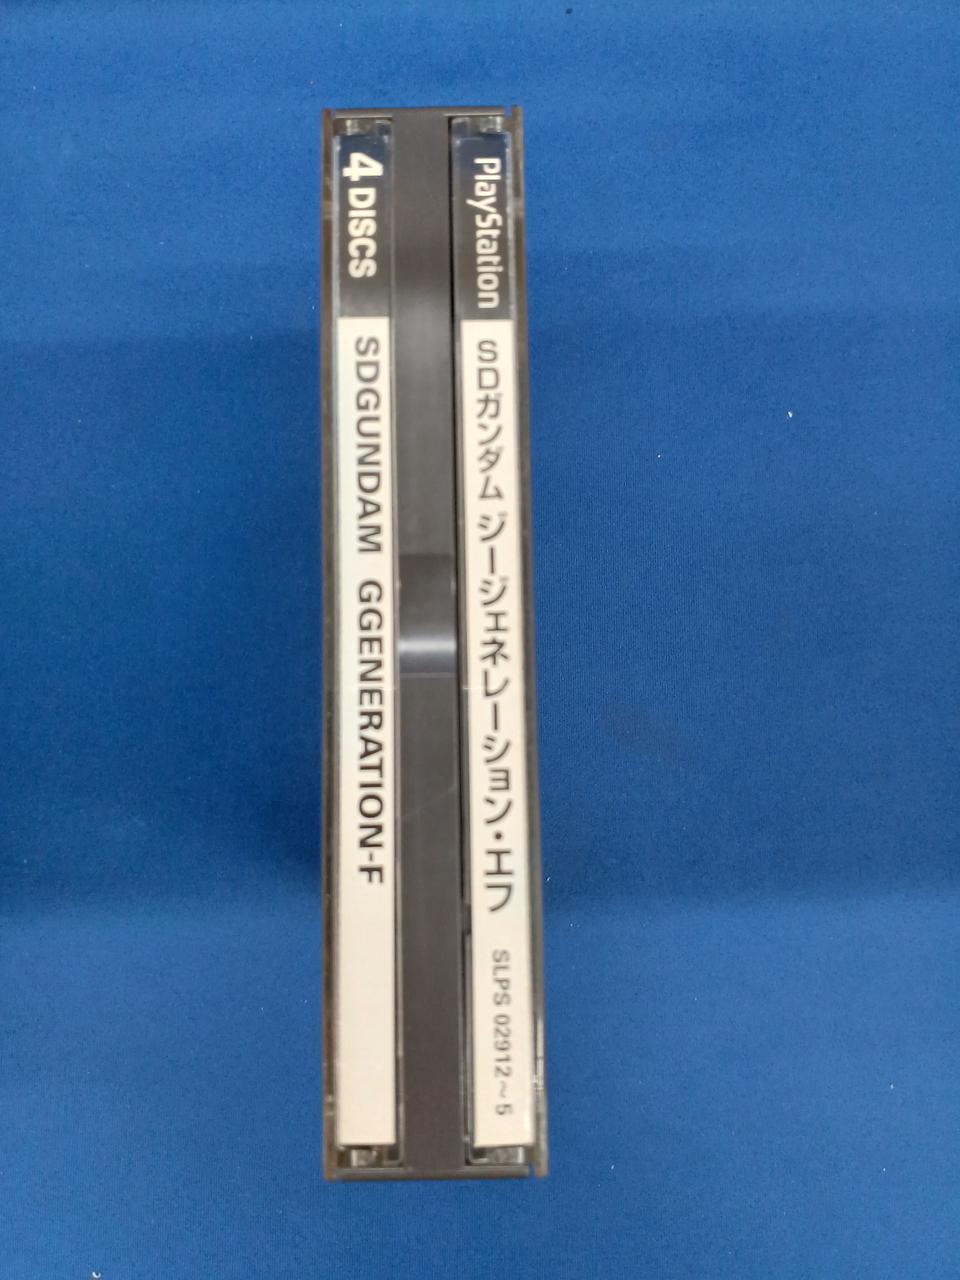 PlayStation
SDガンダム ジージェネレーション・エフ
SLPS 02912~5
4 DISCS
SDGUNDAM GGENERATION-F